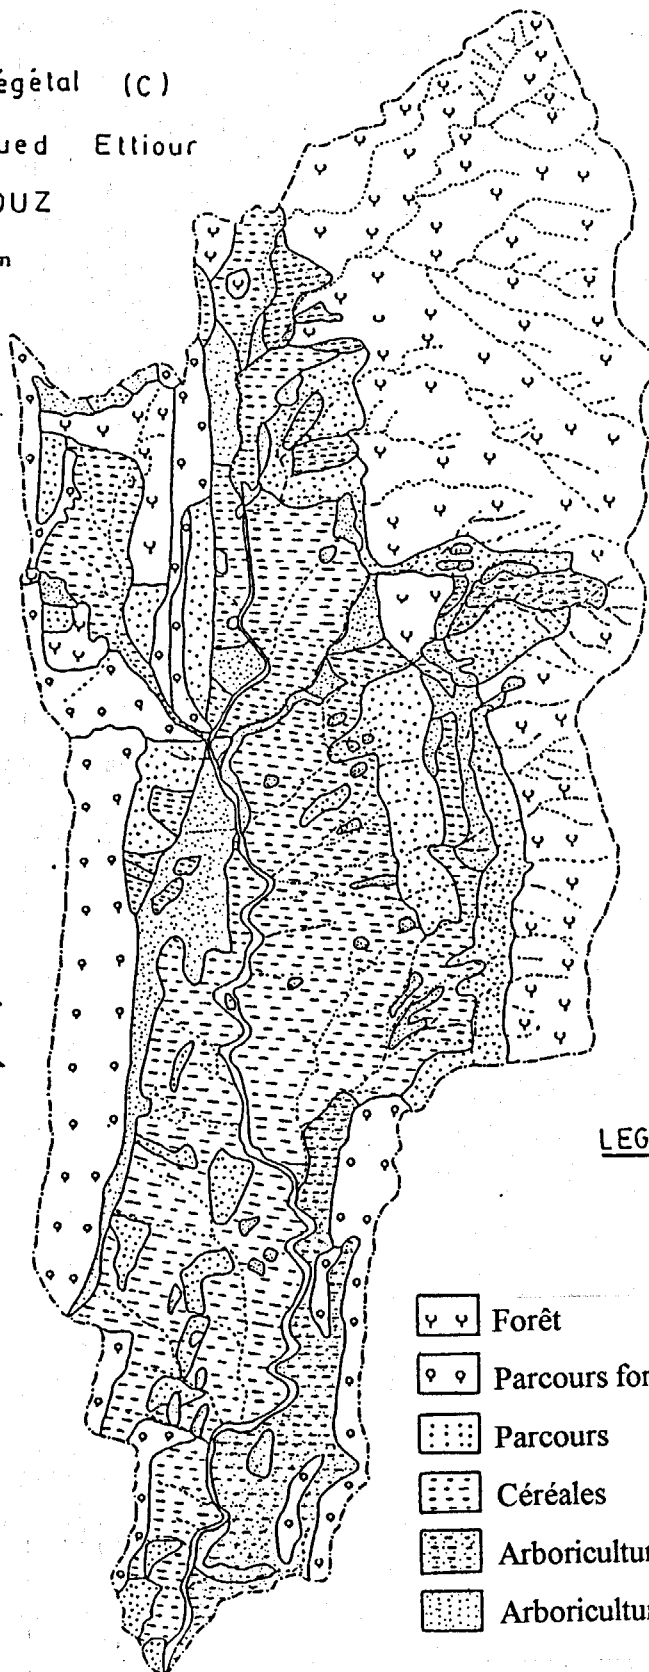 égétal (C)
ued Ettiour
OUZ
n
LEG
Forêt
Parcours for
Parcours
Céréales
Arboricultur
Arboricultur